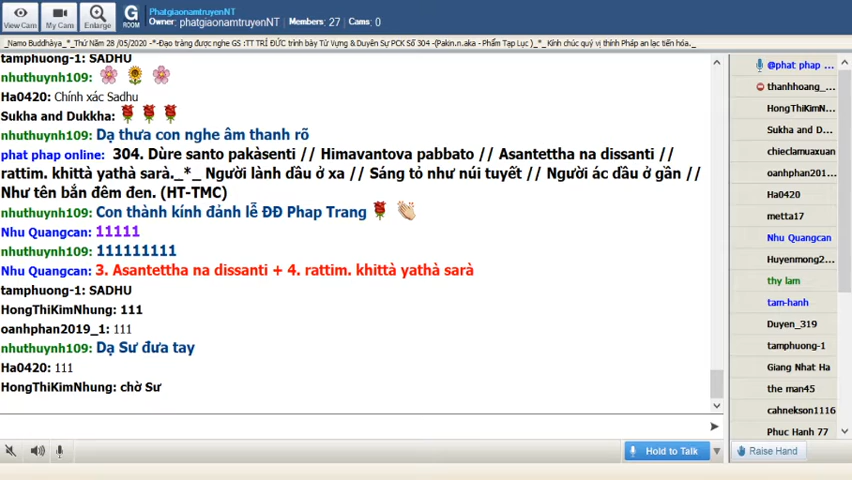 View Cam
My Cam
Enlarge
G ROOM
PhatgiaonamtruyenNT
Owner: phatgiaonamtruyenNT Members: 27 Cams: 0
_Namo Buddhàya_*_Thứ Năm 28 /05/2020 -*-Đạo tràng được nghe GS :TT TRÍ ĐỨC trình bày Từ Vựng & Duyên Sự PCK Số 304 -(Pakin.n.aka - Phẩm Tạp Lục )_*_ Kính chúc quý vị thính Pháp an lạc tiến hóa._
tamphuong-1: SADHU
nhuthuynh109:
Ha0420: Chính xác Sadhu
Sukha and Dukkha:
nhuthuynh109: Dạ thưa con nghe âm thanh rõ
phat phap online: 304. Dùre santo pakàsenti // Himavantova pabbato // Asantettha na dissanti //
rattim. khittà yathà sarà._*_ Người lành dầu ở xa // Sáng tỏ như núi tuyết // Người ác dầu ở gần //
Như tên bắn đêm đen. (HT-TMC)
nhuthuynh109: Con thành kính đảnh lễ ĐĐ Phap Trang
Nhu Quangcan: 11111
nhuthuynh109: 111111111
Nhu Quangcan: 3. Asantettha na dissanti + 4. rattim. khittà yathà sarà
tamphuong-1: SADHU
HongThiKimNhung: 111
oanhphan2019_1: 111
nhuthuynh109: Dạ Sư đưa tay
Ha0420: 111
HongThiKimNhung: chờ Sư
@phat phap ...
thanhhoang_...
HongThiKimN...
Sukha and D...
chieclamuaxuan
oanhphan201...
Ha0420
metta17
Nhu Quangcan
Huyenmong2...
thy lam
tam-hanh
Duyen_319
tamphuong-1
Giang Nhat Ha
the man45
cahnekson1116
Phuc Hanh 77
Hold to Talk
Raise Hand